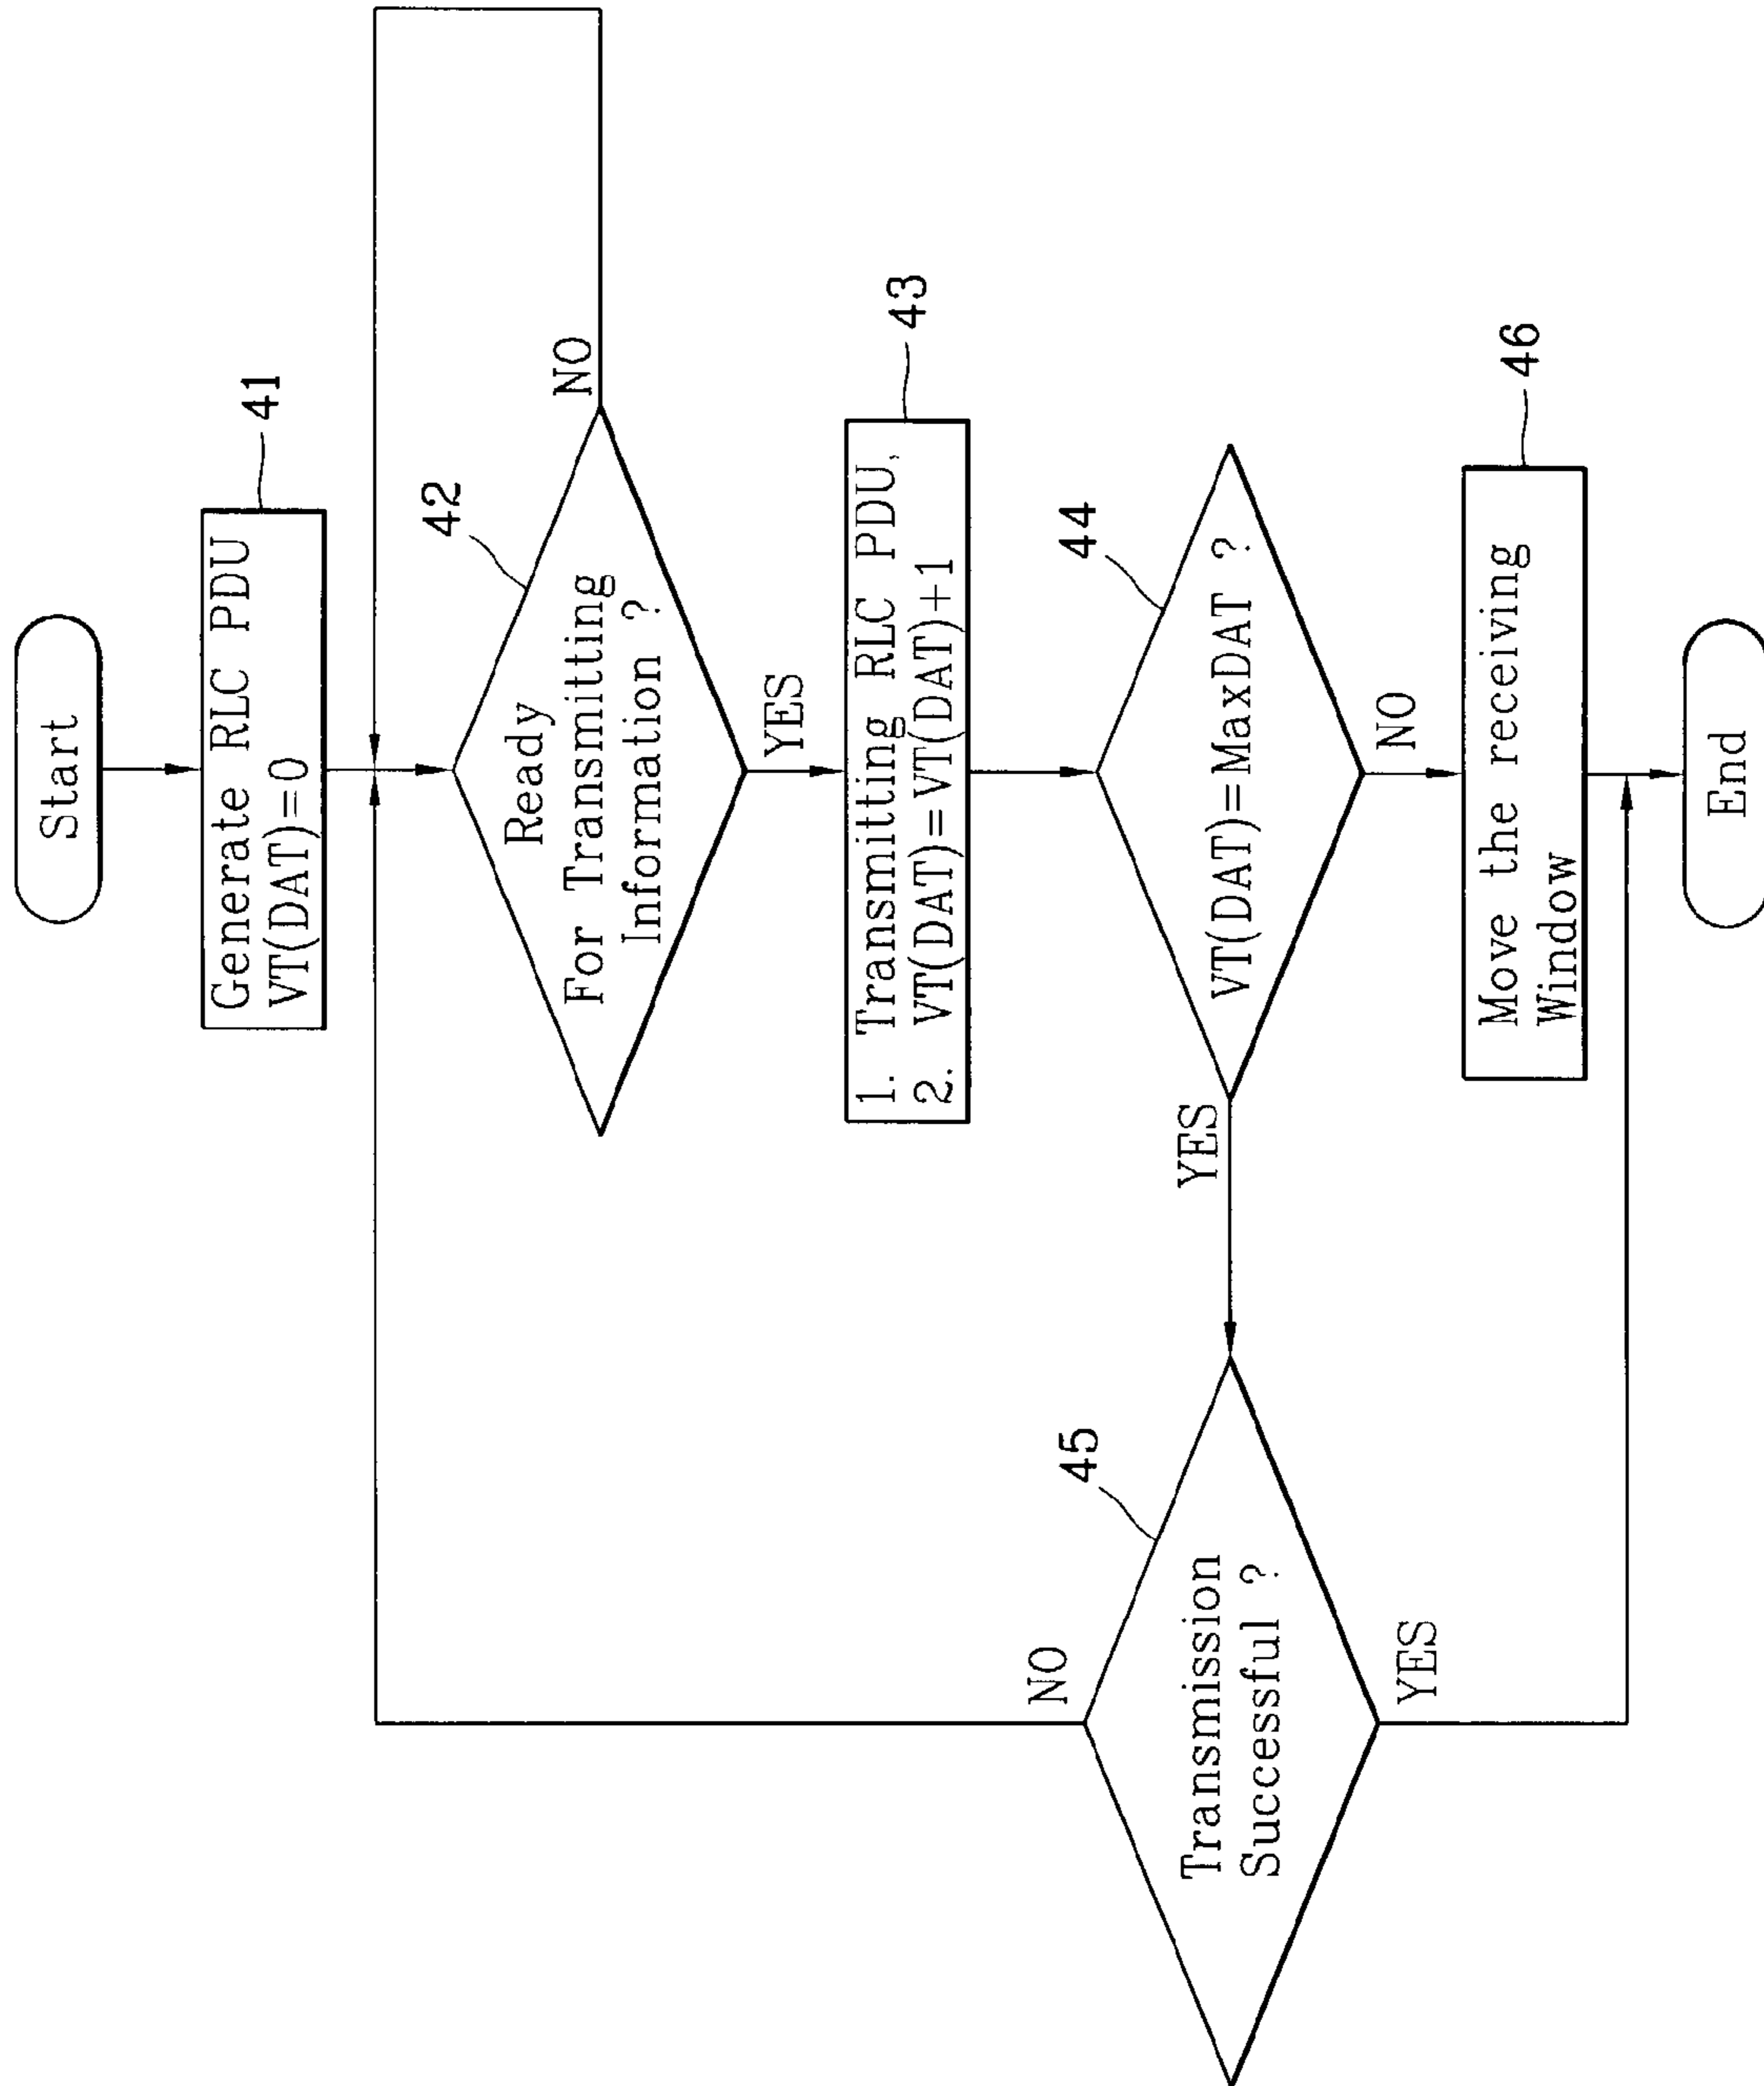 Start
Generate RLC PDU
VT(DAT)=0
41
Ready
For Transmitting
Information ?
42
NO
YES
1. Transmitting RLC PDU,
2. VT(DAT)=VT(DAT)+1
43
VT(DAT)=MaxDAT ?
44
YES
NO
Transmission
Successful ?
45
NO
YES
Move the receiving
Window
46
End